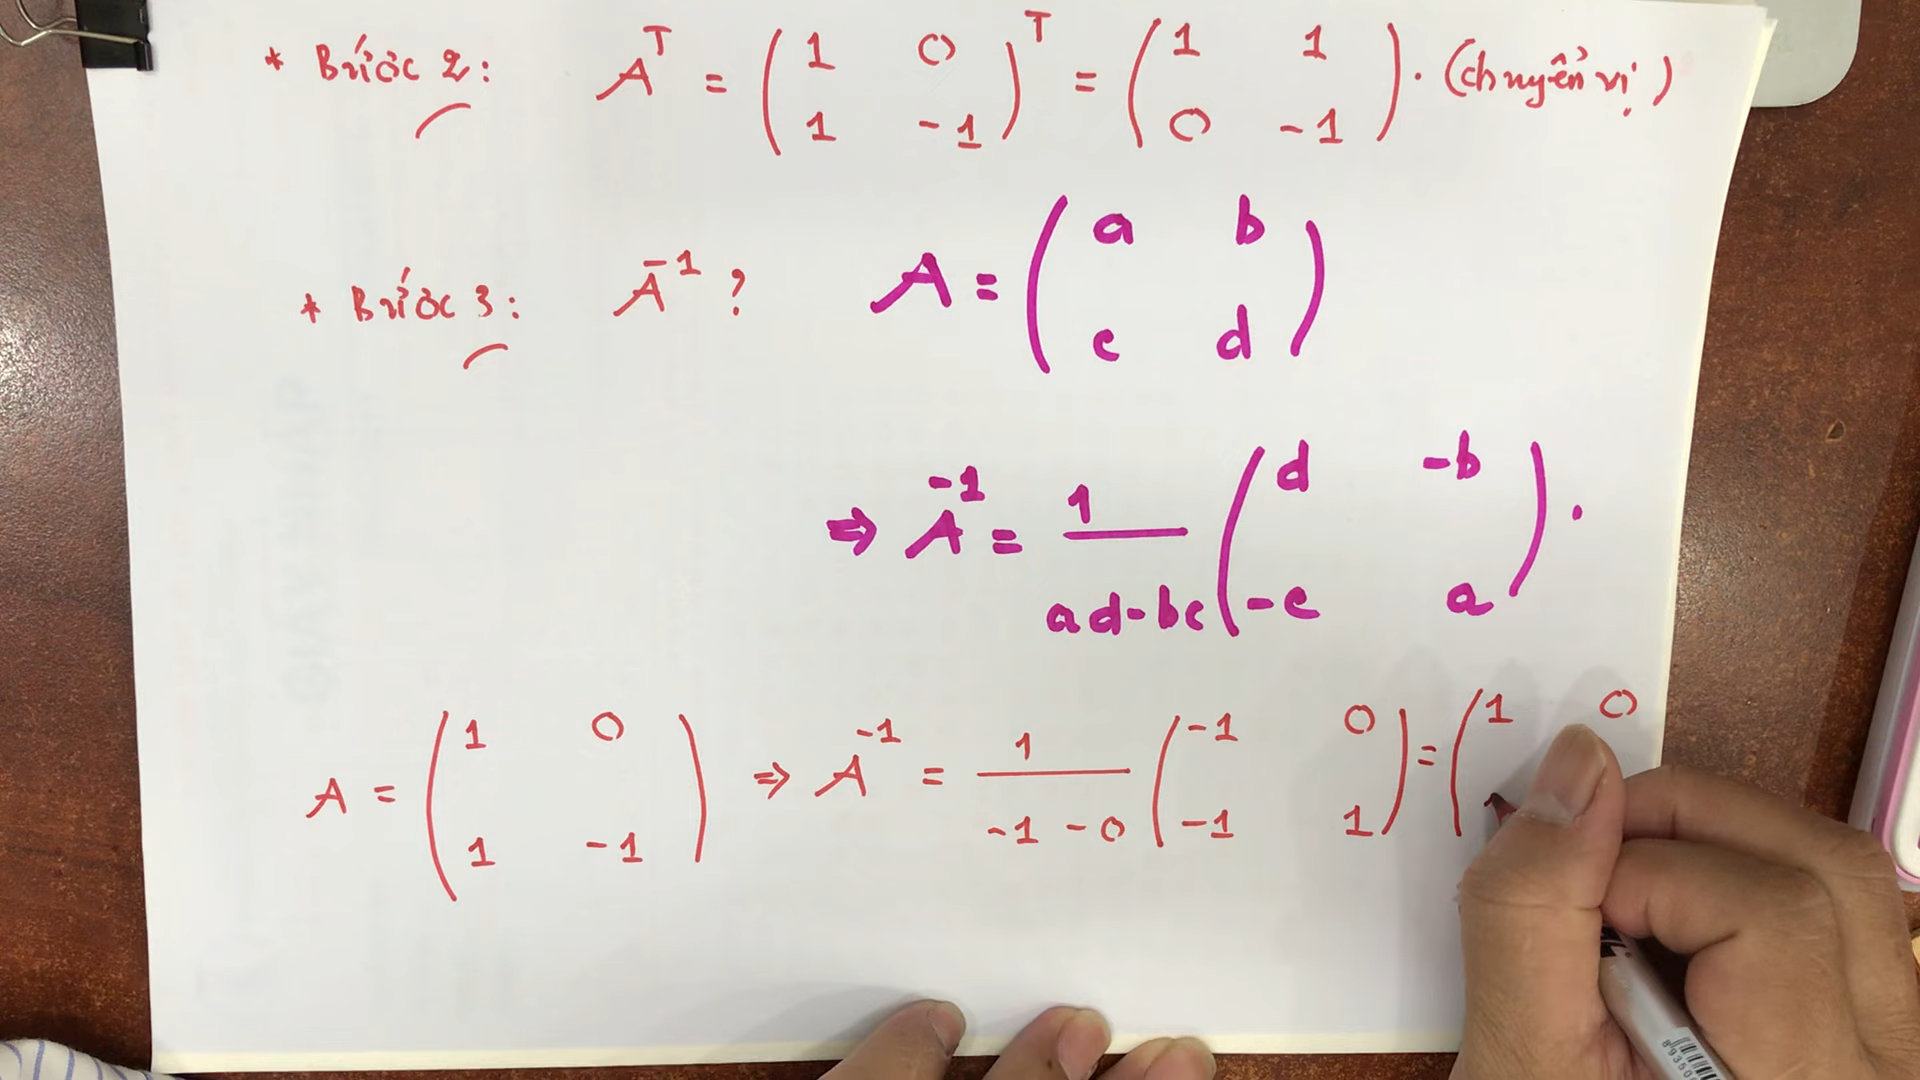 * Bước 2: A^T = (1 0 ; 1 -1)^T = (1 1 ; 0 -1). (chuyển vị)
* Bước 3: A^-1 ? A = (a b ; c d)
⇒ A^-1 = 1/(ad-bc) (d -b ; -c a).
A = (1 0 ; 1 -1) ⇒ A^-1 = 1/(-1-0) (-1 0 ; -1 1) = (1 0